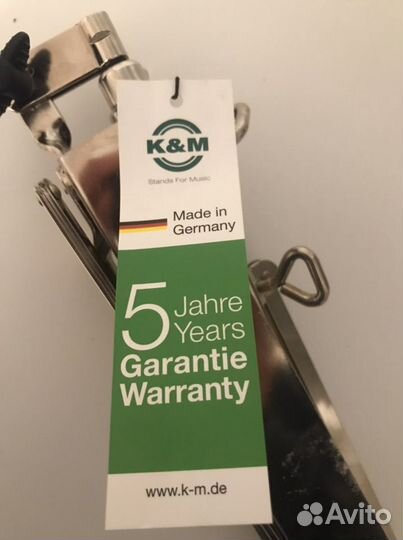 K&M
Stands For Music
Made in
Germany
5 Jahre
Years
Garantie
Warranty
www.k-m.de
Avito